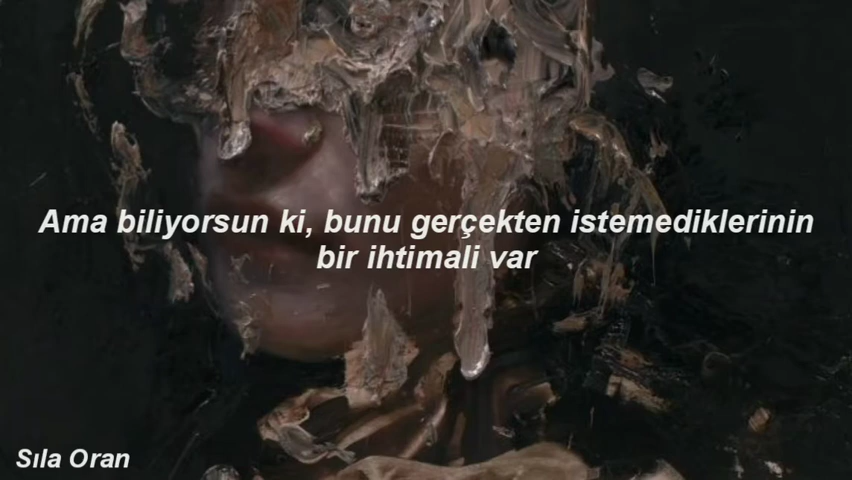 Ama biliyorsun ki, bunu gerçekten istemediklerinin
bir ihtimali var
Sıla Oran